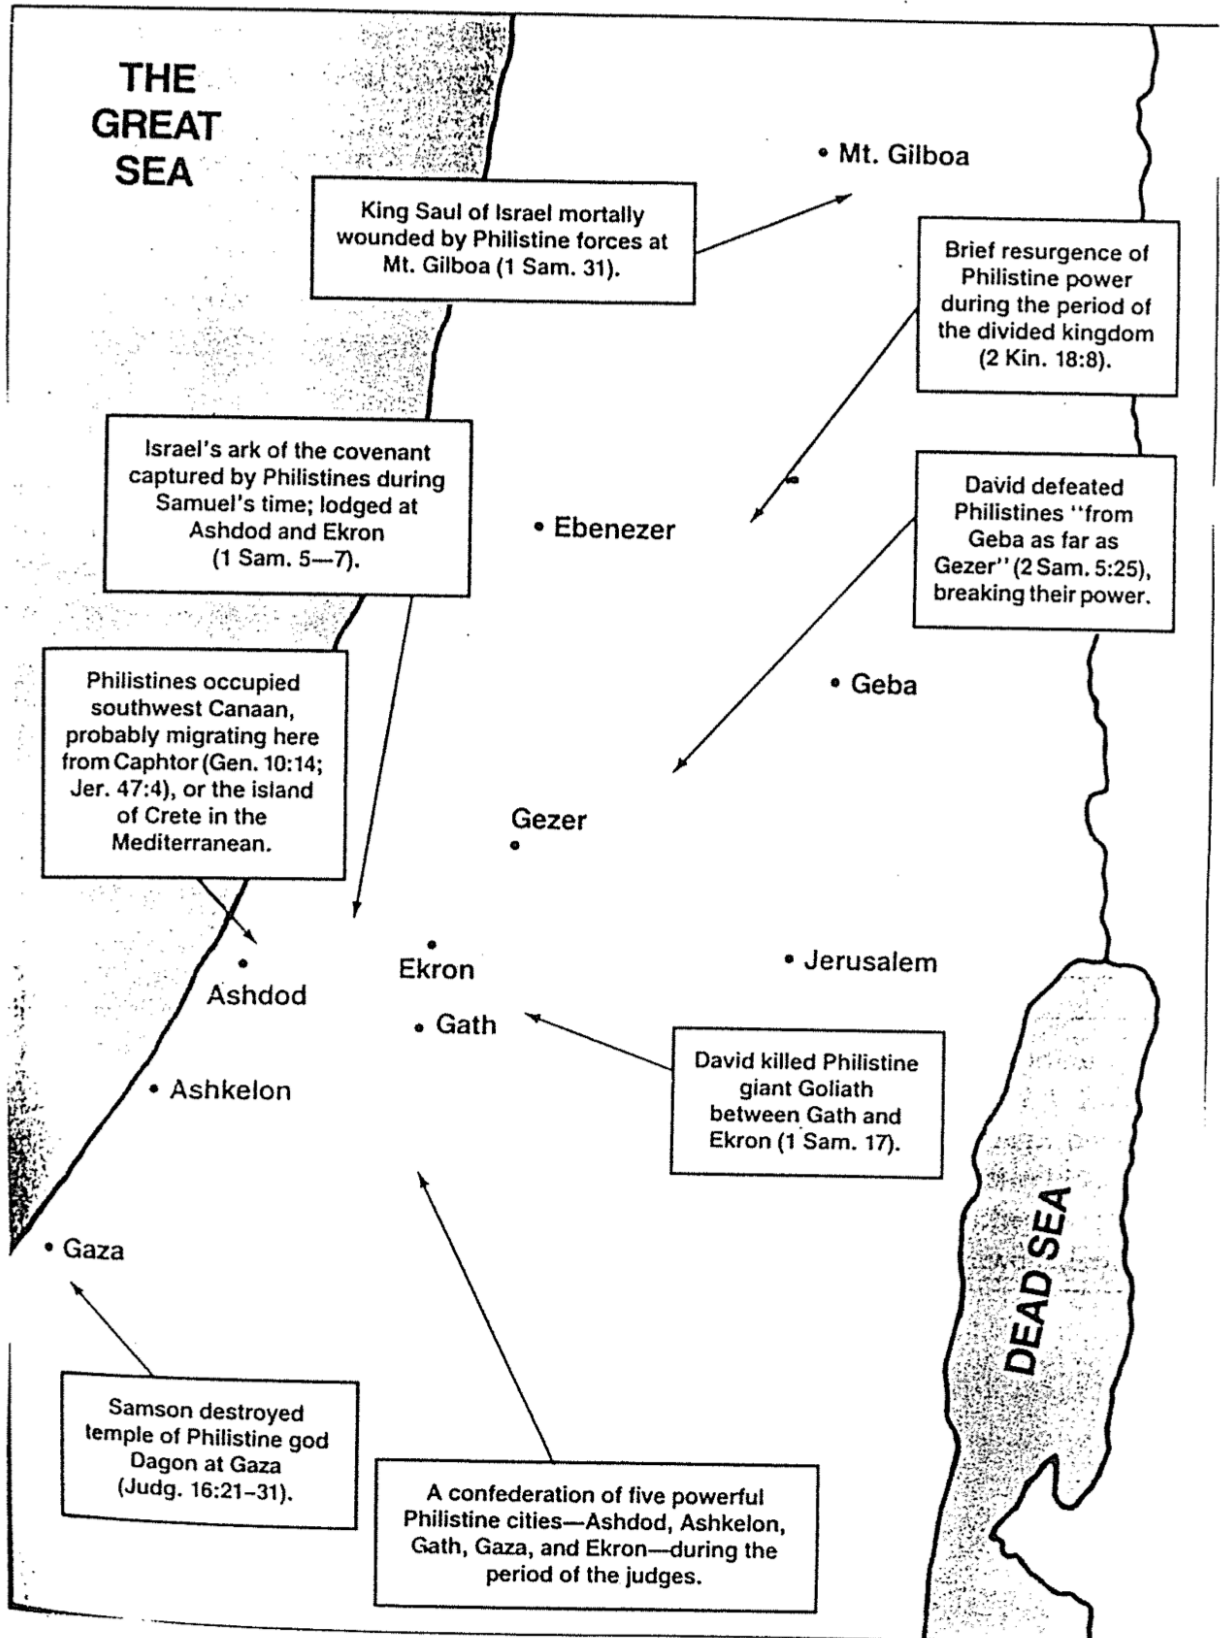 THE
GREAT
SEA
Mt. Gilboa
King Saul of Israel mortally
wounded by Philistine forces at
Mt. Gilboa (1 Sam. 31).
Brief resurgence of
Philistine power
during the period of
the divided kingdom
(2 Kin. 18:8).
Israel's ark of the covenant
captured by Philistines during
Samuel's time; lodged at
Ashdod and Ekron
(1 Sam. 5—7).
Ebenezer
David defeated
Philistines "from
Geba as far as
Gezer" (2 Sam. 5:25),
breaking their power.
Philistines occupied
southwest Canaan,
probably migrating here
from Caphtor (Gen. 10:14;
Jer. 47:4), or the island
of Crete in the
Mediterranean.
Geba
Gezer
Ekron
Jerusalem
Ashdod
Gath
David killed Philistine
giant Goliath
between Gath and
Ekron (1 Sam. 17).
Ashkelon
DEAD SEA
Gaza
Samson destroyed
temple of Philistine god
Dagon at Gaza
(Judg. 16:21–31).
A confederation of five powerful
Philistine cities—Ashdod, Ashkelon,
Gath, Gaza, and Ekron—during the
period of the judges.